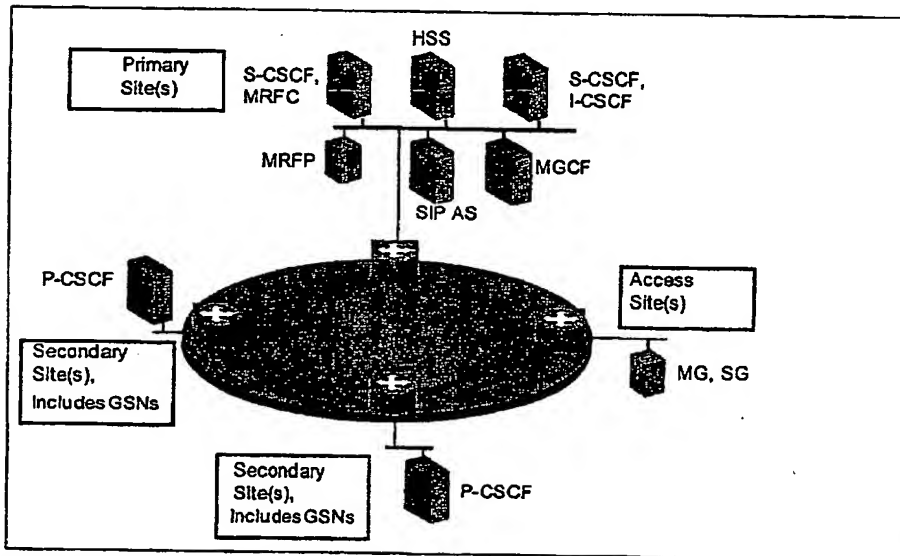 Primary
Site(s)
S-CSCF,
MRFC
HSS
S-CSCF,
I-CSCF
MRFP
SIP AS
MGCF
P-CSCF
Access
Site(s)
Secondary
Site(s),
Includes GSNs
MG, SG
Secondary
Site(s),
Includes GSNs
P-CSCF